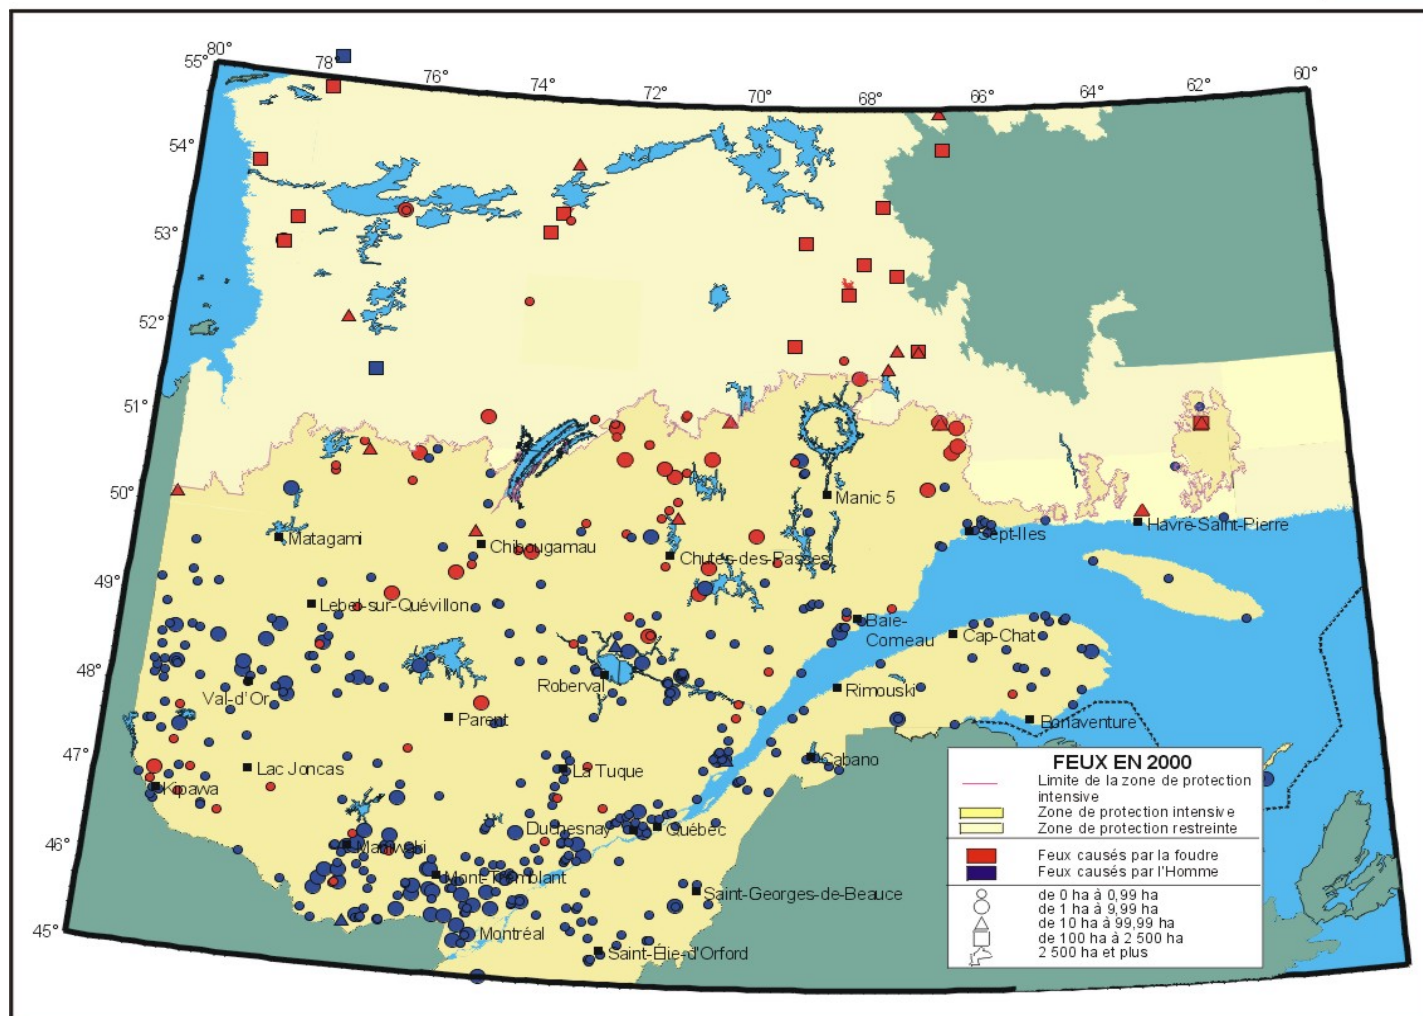 80°
78°
76°
74°
72°
70°
68°
66°
64°
62°
60°
55°
54°
53°
52°
51°
50°
49°
48°
47°
46°
45°
Manic 5
Havre-Saint-Pierre
Sept-Iles
Matagami
Chibougamau
Chutes-des-Passes
Lebel-sur-Quévillon
Baie-
Comeau
Cap-Chat
Val-d'Or
Roberval
Rimouski
Parent
Bonaventure
Lac Joncas
La Tuque
Cabano
Kipawa
Duchesnay
Québec
Maniwaki
Mont-Tremblant
Saint-Georges-de-Beauce
Montréal
Saint-Élie-d'Orford
FEUX EN 2000
Limite de la zone de protection
intensive
Zone de protection intensive
Zone de protection restreinte
Feux causés par la foudre
Feux causés par l'Homme
de 0 ha à 0,99 ha
de 1 ha à 9,99 ha
de 10 ha à 99,99 ha
de 100 ha à 2 500 ha
2 500 ha et plus